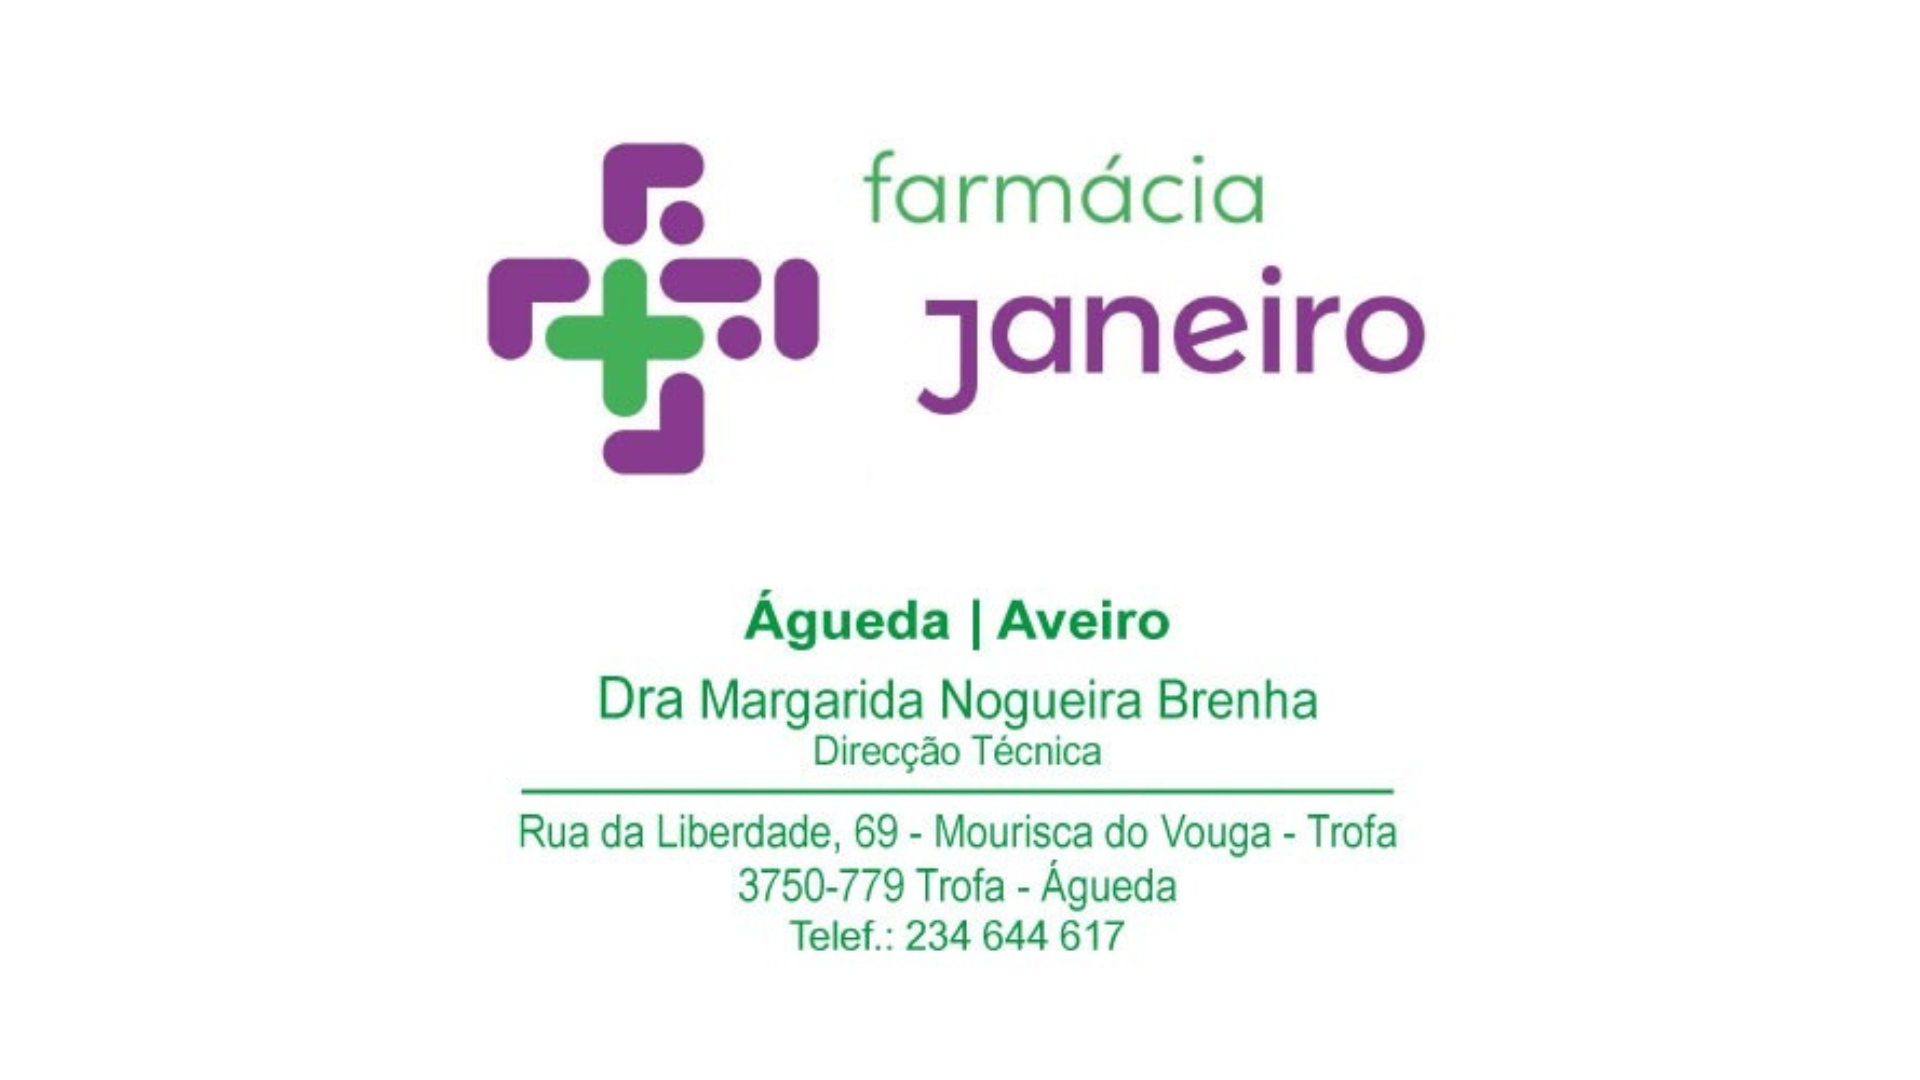 farmácia
janeiro
Águeda | Aveiro
Dra Margarida Nogueira Brenha
Direcção Técnica
Rua da Liberdade, 69 - Mourisca do Vouga - Trofa
3750-779 Trofa - Águeda
Telef.: 234 644 617